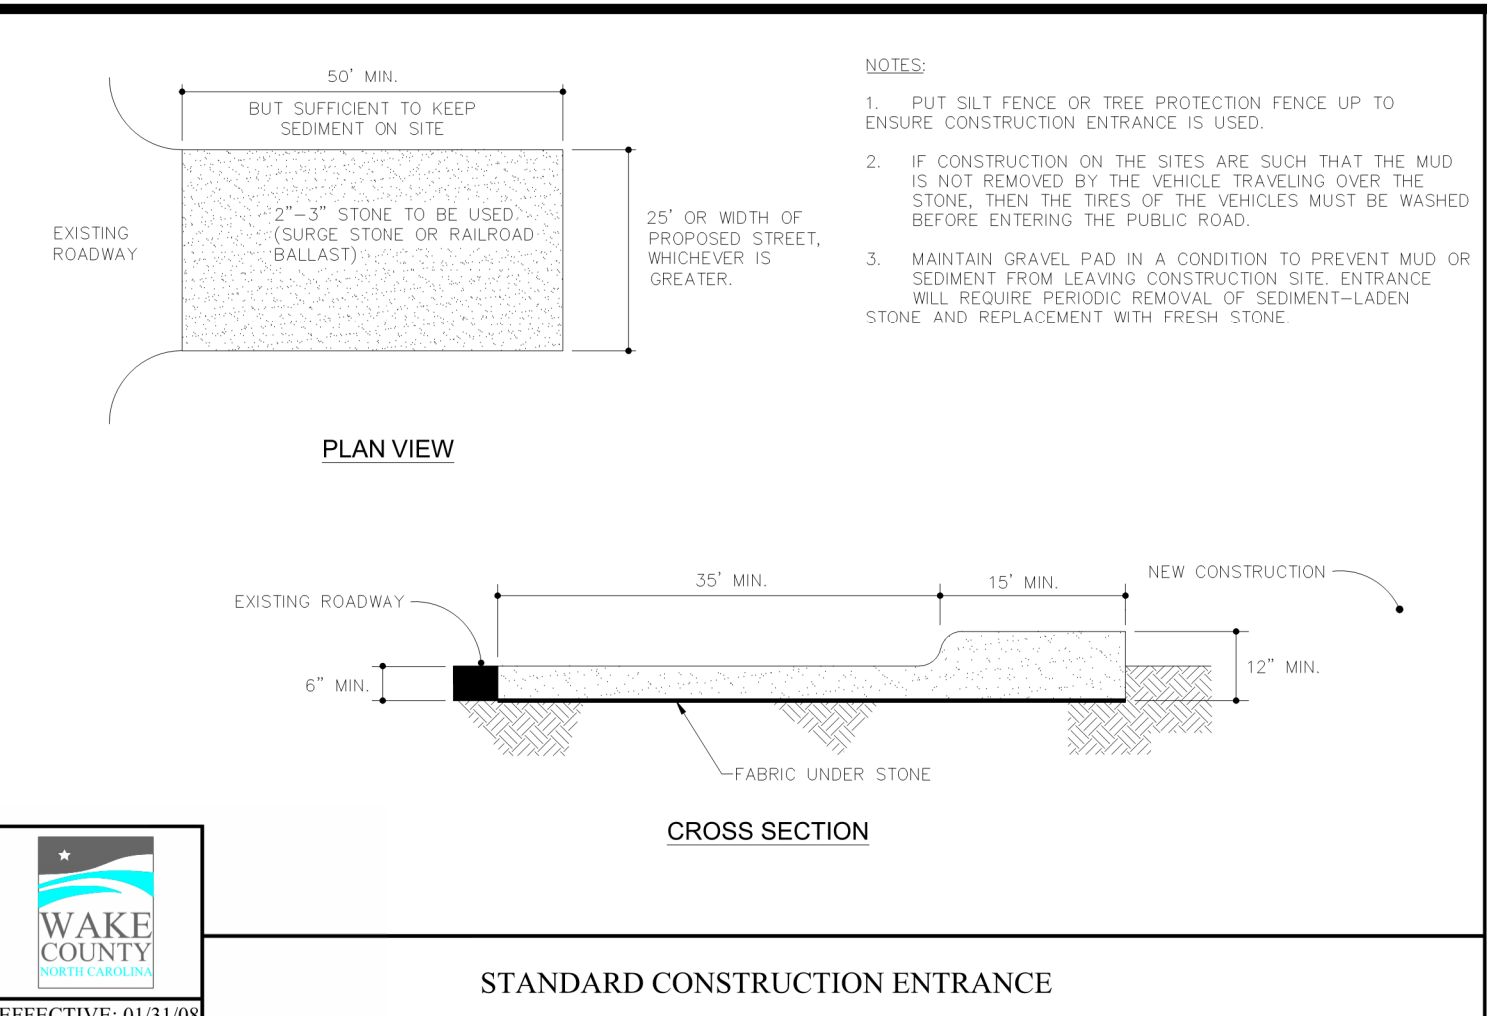 50' MIN.
BUT SUFFICIENT TO KEEP
SEDIMENT ON SITE
EXISTING
ROADWAY
2"-3" STONE TO BE USED
(SURGE STONE OR RAILROAD
BALLAST)
25' OR WIDTH OF
PROPOSED STREET,
WHICHEVER IS
GREATER.
PLAN VIEW
NOTES:
1. PUT SILT FENCE OR TREE PROTECTION FENCE UP TO
ENSURE CONSTRUCTION ENTRANCE IS USED.
2. IF CONSTRUCTION ON THE SITES ARE SUCH THAT THE MUD
IS NOT REMOVED BY THE VEHICLE TRAVELING OVER THE
STONE, THEN THE TIRES OF THE VEHICLES MUST BE WASHED
BEFORE ENTERING THE PUBLIC ROAD.
3. MAINTAIN GRAVEL PAD IN A CONDITION TO PREVENT MUD OR
SEDIMENT FROM LEAVING CONSTRUCTION SITE. ENTRANCE
WILL REQUIRE PERIODIC REMOVAL OF SEDIMENT-LADEN
STONE AND REPLACEMENT WITH FRESH STONE.
35' MIN.
15' MIN.
NEW CONSTRUCTION
EXISTING ROADWAY
6" MIN.
12" MIN.
FABRIC UNDER STONE
CROSS SECTION
WAKE
COUNTY
NORTH CAROLINA
STANDARD CONSTRUCTION ENTRANCE
EFFECTIVE: 01/31/08